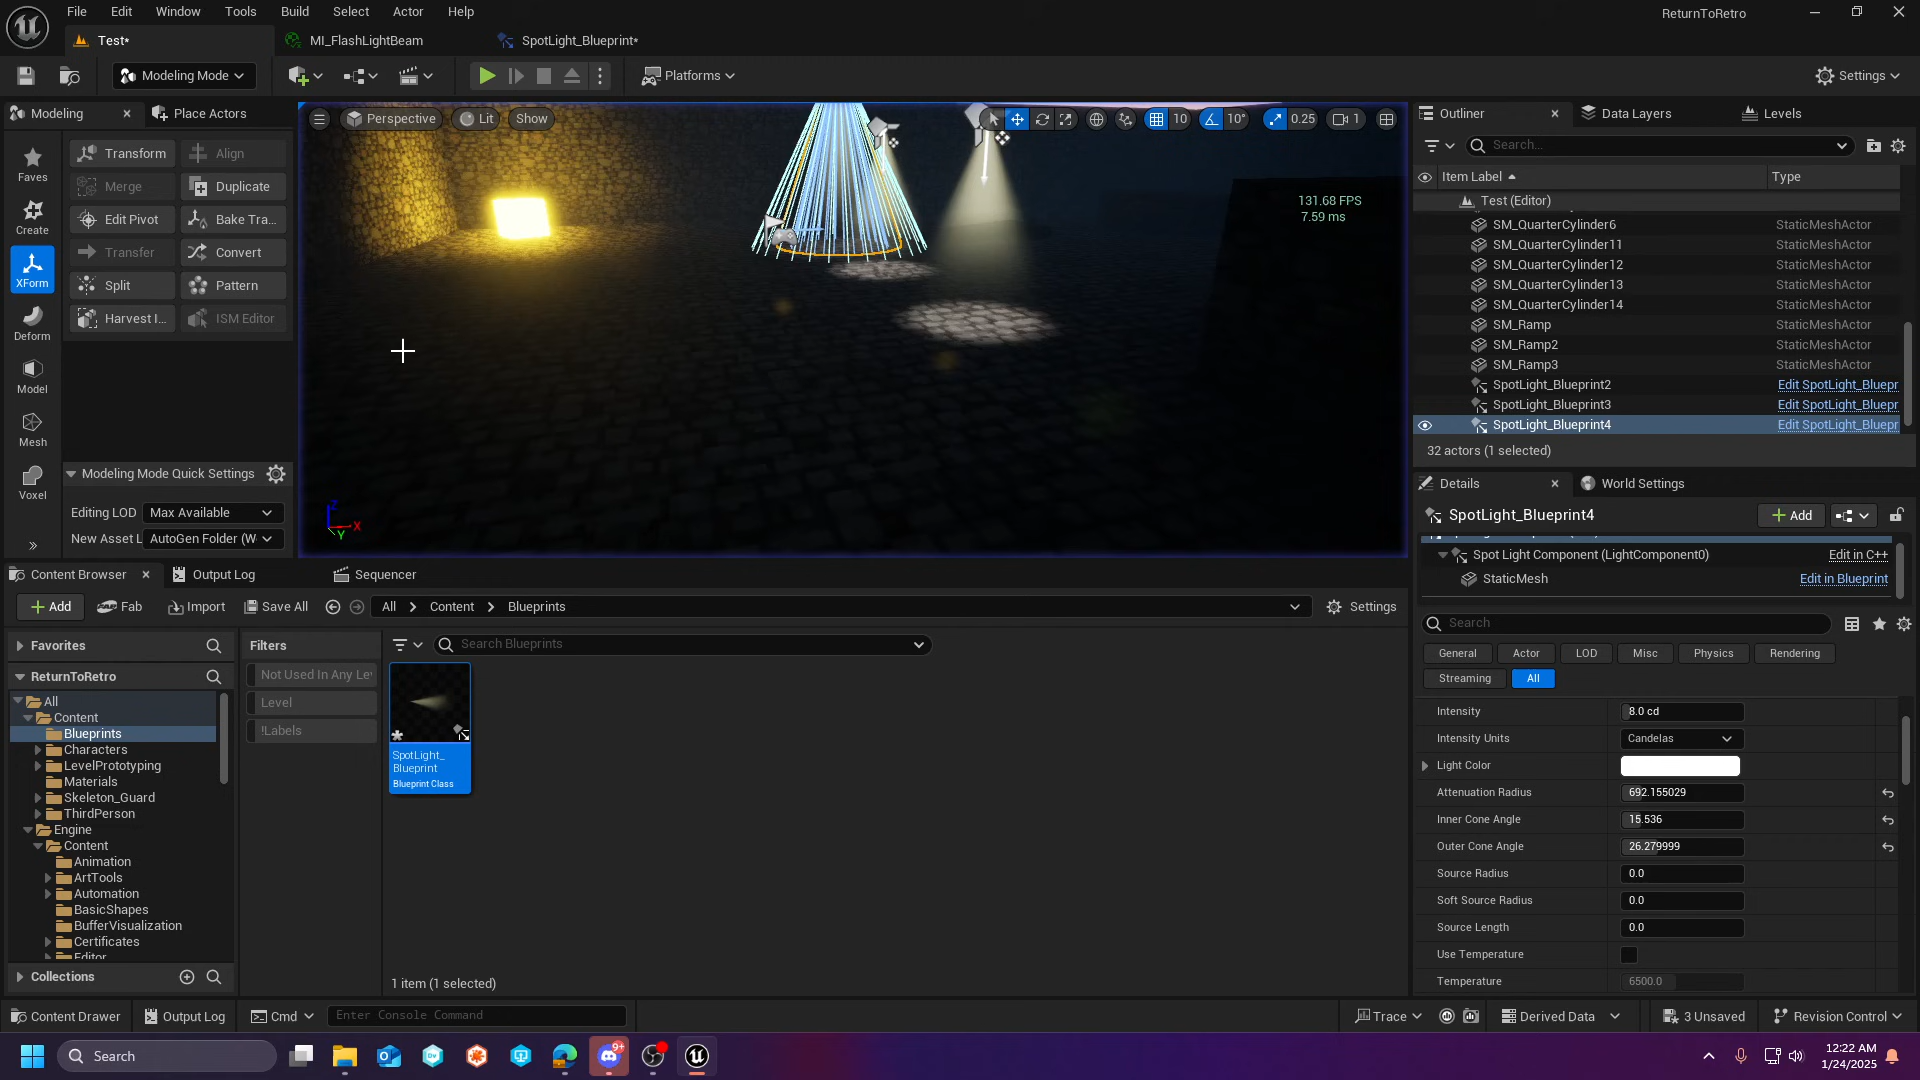 File Edit Window Tools Build Select Actor Help
ReturnToRetro
Test*
MI_FlashLightBeam
SpotLight_Blueprint*
Modeling Mode
Platforms
Settings
Modeling
Place Actors
Faves
Create
XForm
Deform
Model
Mesh
Voxel
Transform
Align
Merge
Duplicate
Edit Pivot
Bake Tra...
Transfer
Convert
Split
Pattern
Harvest I...
ISM Editor
Modeling Mode Quick Settings
Editing LOD
Max Available
New Asset L
AutoGen Folder (W
Perspective
Lit
Show
10
10°
0.25
1
131.68 FPS
7.59 ms
Z
X
Y
Outliner
Data Layers
Levels
Search...
Item Label
Type
Test (Editor)
SM_QuarterCylinder6 StaticMeshActor
SM_QuarterCylinder11 StaticMeshActor
SM_QuarterCylinder12 StaticMeshActor
SM_QuarterCylinder13 StaticMeshActor
SM_QuarterCylinder14 StaticMeshActor
SM_Ramp StaticMeshActor
SM_Ramp2 StaticMeshActor
SM_Ramp3 StaticMeshActor
SpotLight_Blueprint2 Edit SpotLight_Bluepr
SpotLight_Blueprint3 Edit SpotLight_Bluepr
SpotLight_Blueprint4 Edit SpotLight_Bluepr
32 actors (1 selected)
Details
World Settings
SpotLight_Blueprint4
Add
Spot Light Component (LightComponent0)
Edit in C++
StaticMesh
Edit in Blueprint
Search
General
Actor
LOD
Misc
Physics
Rendering
Streaming
All
Intensity 8.0 cd
Intensity Units Candelas
Light Color
Attenuation Radius 692.155029
Inner Cone Angle 15.536
Outer Cone Angle 26.279999
Source Radius 0.0
Soft Source Radius 0.0
Source Length 0.0
Use Temperature
Temperature 6500.0
Content Browser
Output Log
Sequencer
Add
Fab
Import
Save All
All
Content
Blueprints
Settings
Favorites
ReturnToRetro
All
Content
Blueprints
Characters
LevelPrototyping
Materials
Skeleton_Guard
ThirdPerson
Engine
Content
Animation
ArtTools
Automation
BasicShapes
BufferVisualization
Certificates
Editor
Collections
Filters
Not Used In Any Le
Level
!Labels
Search Blueprints
SpotLight_
Blueprint
Blueprint Class
1 item (1 selected)
Content Drawer
Output Log
Cmd
Enter Console Command
Trace
Derived Data
3 Unsaved
Revision Control
Search
9+
12:22 AM
1/24/2025